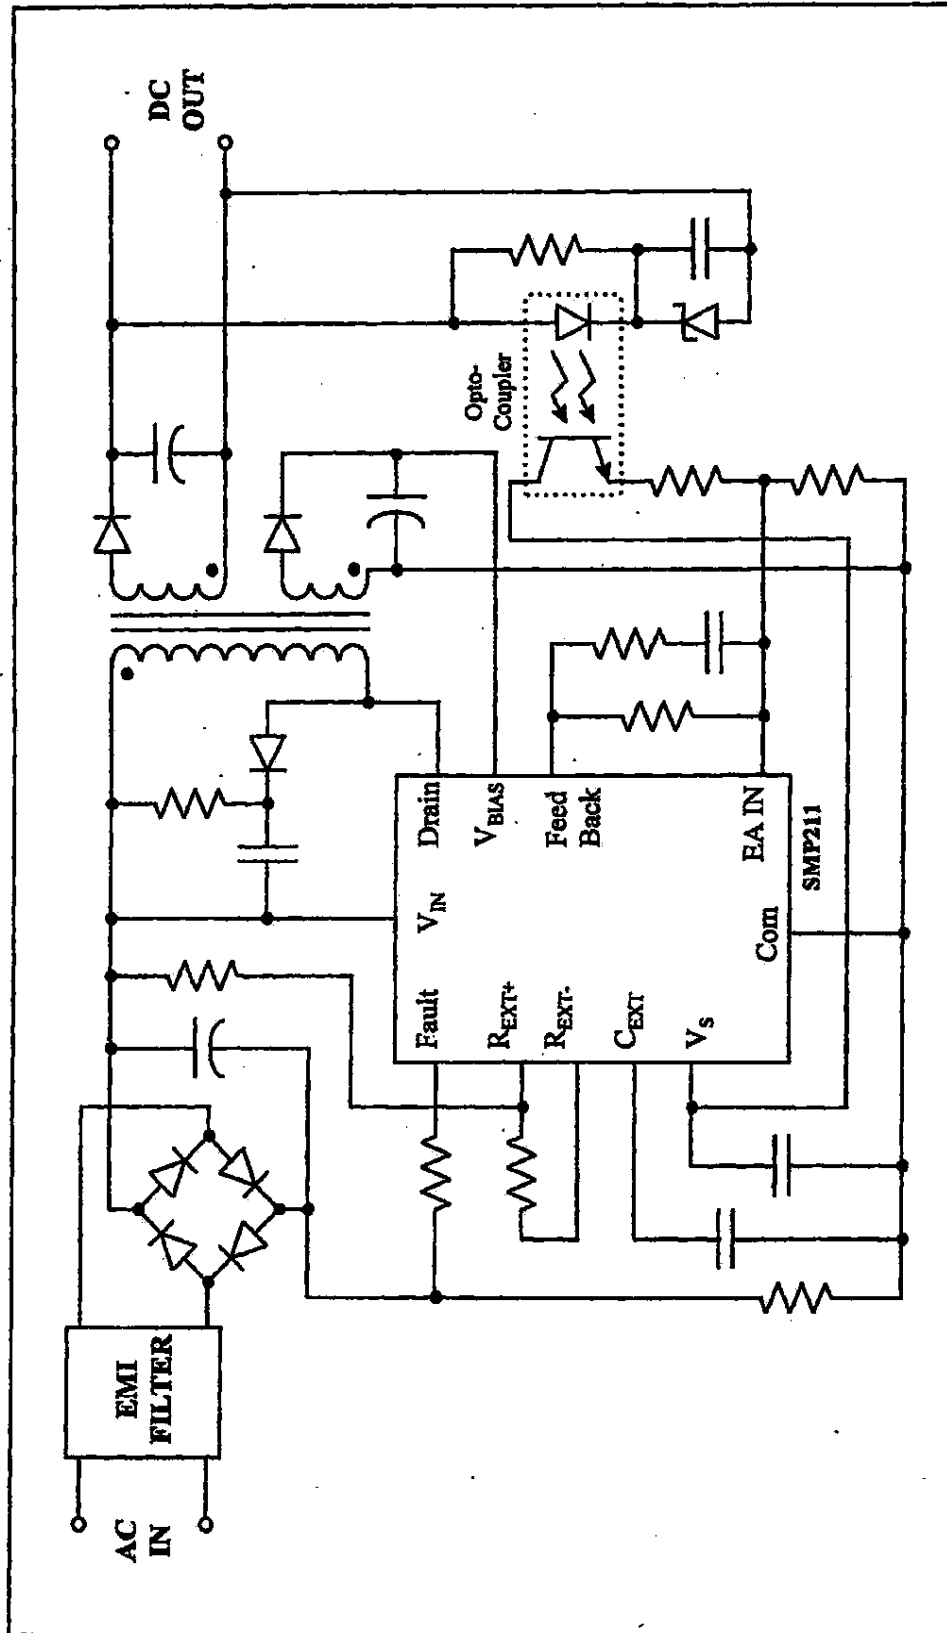 AC
IN
EMI
FILTER
DC
OUT
Fault
V_IN
Drain
R_EXT+
V_BIAS
R_EXT-
Feed
Back
C_EXT
V_S
Com
EA IN
SMP211
Opto-
Coupler